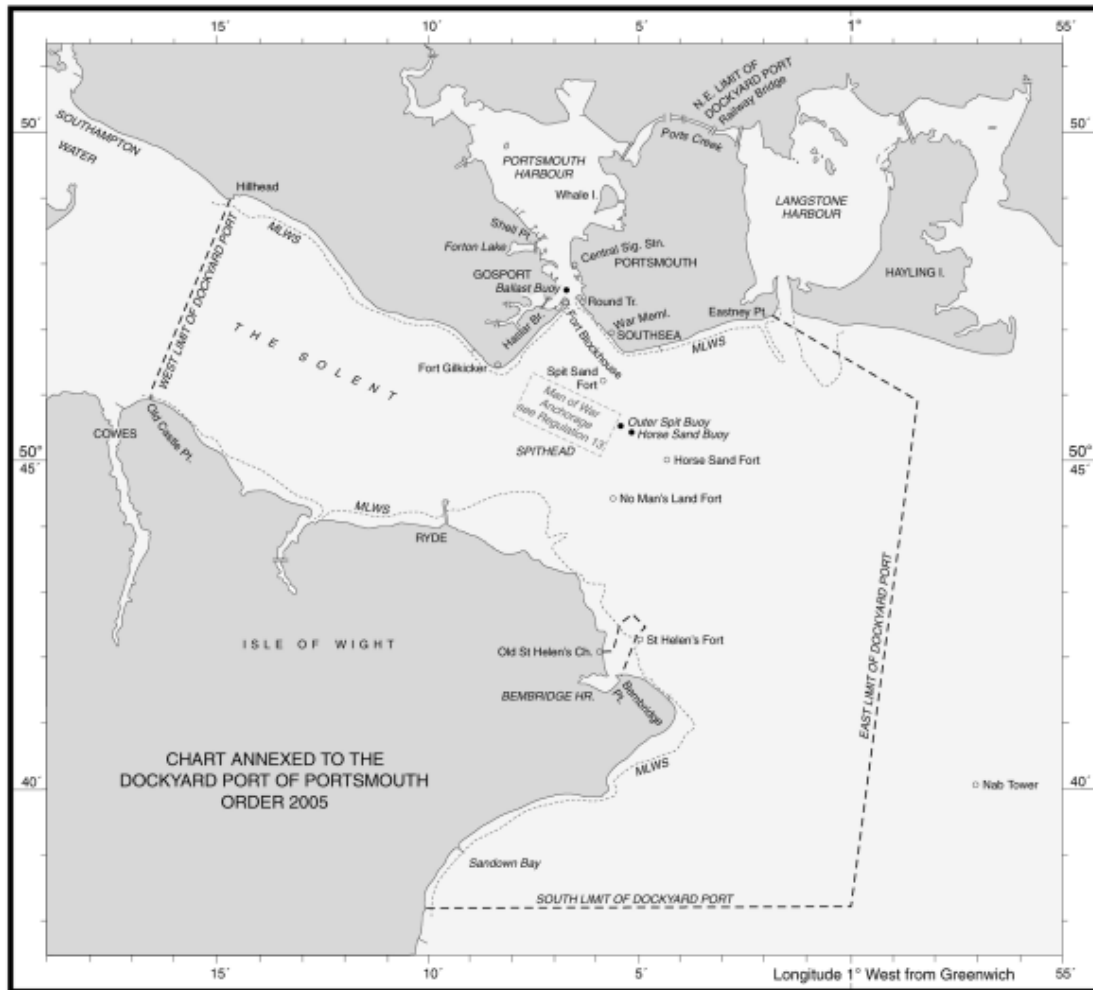 15´ 10´ 5´ 1° 55´
50´
SOUTHAMPTON
WATER
Hillhead
MLWS
WEST LIMIT OF DOCKYARD PORT
THE SOLENT
PORTSMOUTH
HARBOUR
Whale I.
Shell Pt.
Forton Lake
GOSPORT
Ballast Buoy
Haslar Br.
Fort Gilkicker
Fort Blockhouse
Central Sig. Stn.
PORTSMOUTH
Round Tr.
War Meml.
SOUTHSEA
N.E. LIMIT OF
DOCKYARD PORT
Railway Bridge
Ports Creek
LANGSTONE
HARBOUR
HAYLING I.
Eastney Pt.
MLWS
50´
Spit Sand
Fort
Men of War
Anchorage
see Regulation 13
Outer Spit Buoy
Horse Sand Buoy
SPITHEAD
Horse Sand Fort
No Man's Land Fort
50°
45´
50°
45´
COWES
Old Castle Pt.
MLWS
RYDE
ISLE OF WIGHT
St Helen's Fort
Old St Helen's Ch.
BEMBRIDGE HR.
Bembridge
Pt.
MLWS
EAST LIMIT OF DOCKYARD PORT
CHART ANNEXED TO THE
DOCKYARD PORT OF PORTSMOUTH
ORDER 2005
40´
Nab Tower
40´
Sandown Bay
SOUTH LIMIT OF DOCKYARD PORT
Longitude 1° West from Greenwich
15´ 10´ 5´ 55´